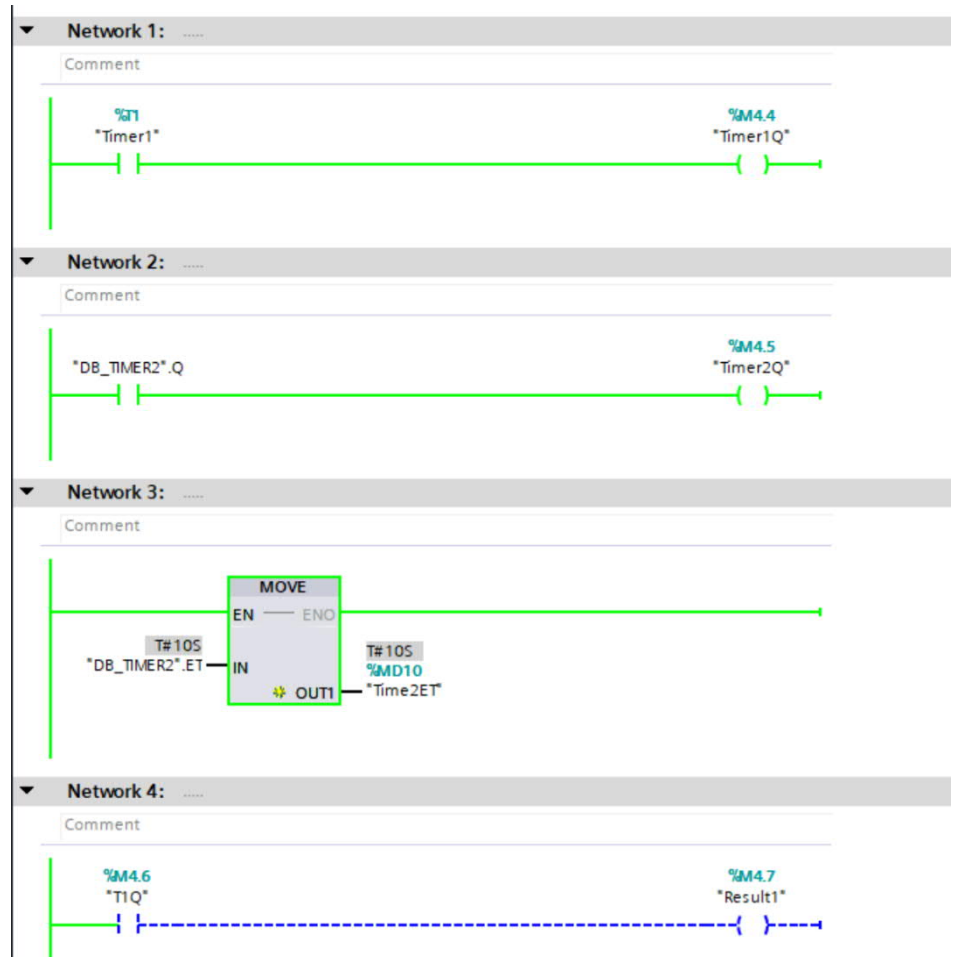 Network 1: .....
Comment
%T1 %M4.4
"Timer1" "Timer1Q"
Network 2: .....
Comment
%M4.5
"DB_TIMER2".Q "Timer2Q"
Network 3: .....
Comment
MOVE
EN ENO
T#10S T#10S
"DB_TIMER2".ET IN %MD10
OUT1 "Time2ET"
Network 4: .....
Comment
%M4.6 %M4.7
"T1Q" "Result1"